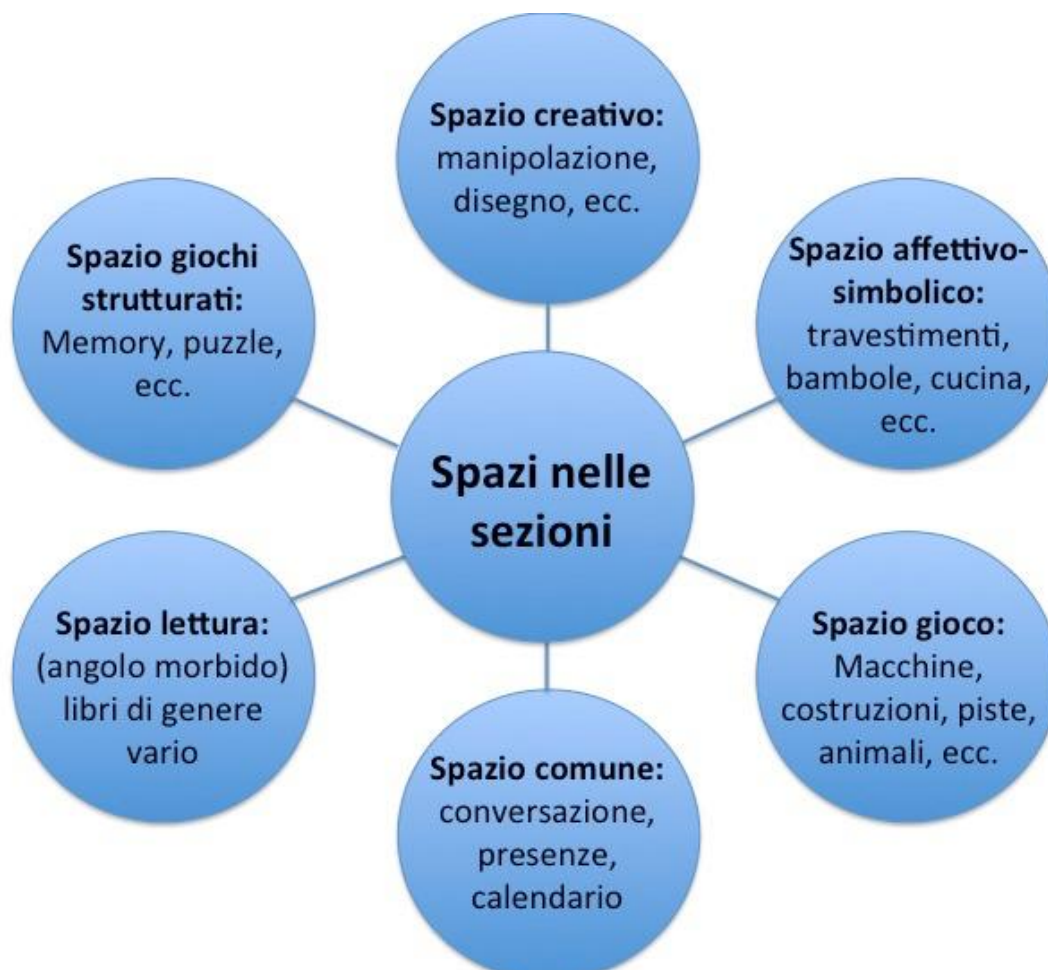 Spazio creativo:
manipolazione,
disegno, ecc.
Spazio affettivo-
simbolico:
travestimenti,
bambole, cucina,
ecc.
Spazio gioco:
Macchine,
costruzioni, piste,
animali, ecc.
Spazio comune:
conversazione,
presenze,
calendario
Spazio lettura:
(angolo morbido)
libri di genere
vario
Spazio giochi
strutturati:
Memory, puzzle,
ecc.
Spazi nelle
sezioni